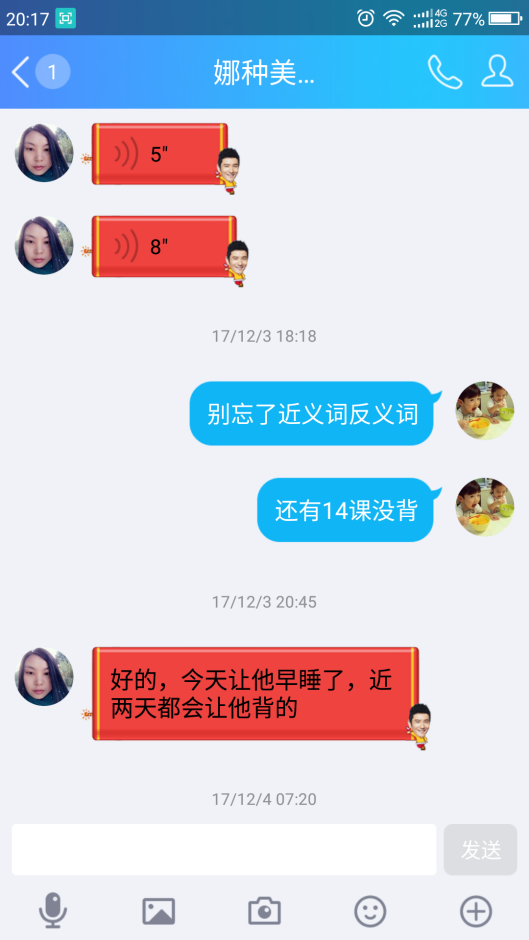 20:17
4G
2G
77%
1
娜种美...
5"
8"
17/12/3 18:18
别忘了近义词反义词
还有14课没背
17/12/3 20:45
好的，今天让他早睡了，近
两天都会让他背的
17/12/4 07:20
发送